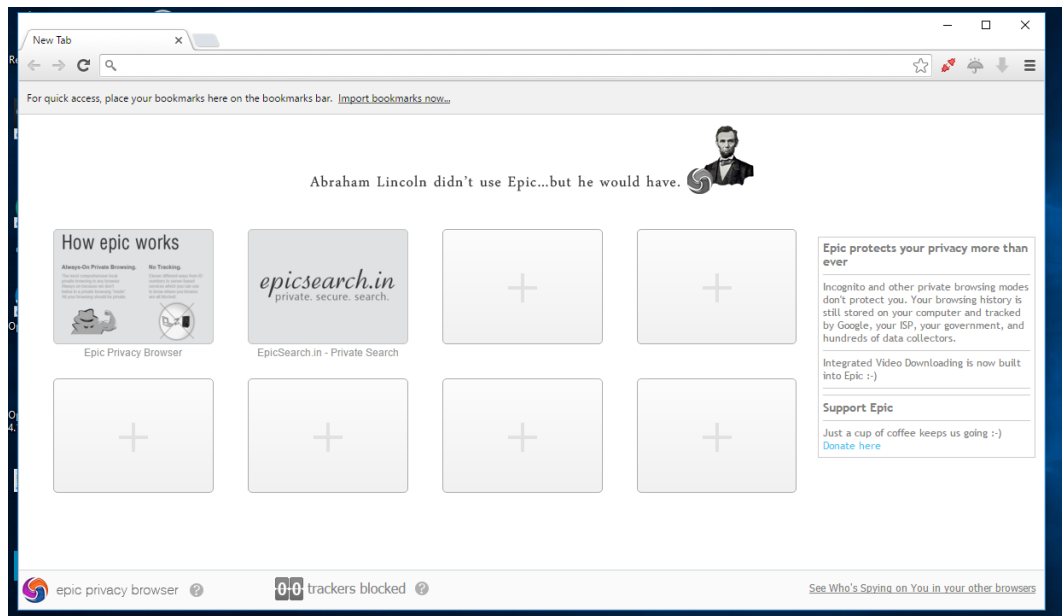 New Tab
For quick access, place your bookmarks here on the bookmarks bar. Import bookmarks now...
Abraham Lincoln didn't use Epic...but he would have.
How epic works
Always-On Private Browsing.
No Tracking.
epicsearch.in
private. secure. search.
Epic Privacy Browser
EpicSearch.in - Private Search
Epic protects your privacy more than
ever
Incognito and other private browsing modes
don't protect you. Your browsing history is
still stored on your computer and tracked
by Google, your ISP, your government, and
hundreds of data collectors.
Integrated Video Downloading is now built
into Epic :-)
Support Epic
Just a cup of coffee keeps us going :-)
Donate here
epic privacy browser ?
00 trackers blocked ?
See Who's Spying on You in your other browsers